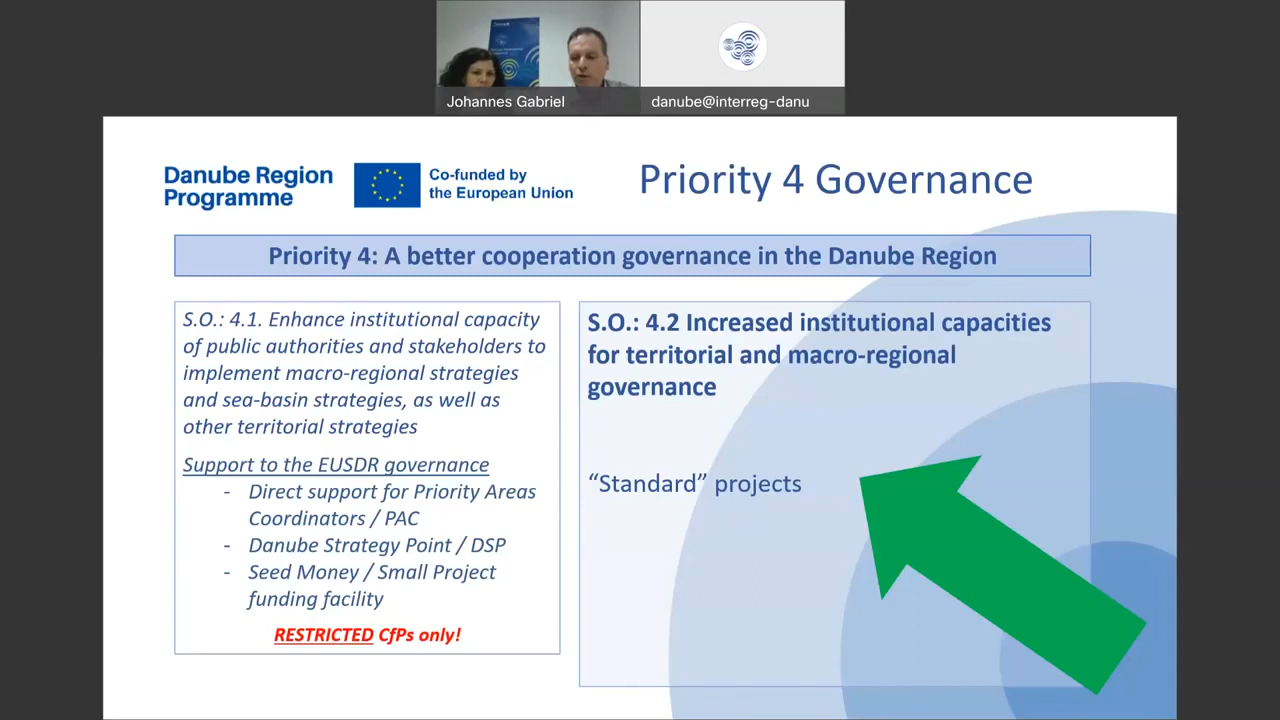 Johannes Gabriel
danube@interreg-danu
Danube Region
Programme
Co-funded by
the European Union
Priority 4 Governance
Priority 4: A better cooperation governance in the Danube Region
S.O.: 4.1. Enhance institutional capacity
of public authorities and stakeholders to
implement macro-regional strategies
and sea-basin strategies, as well as
other territorial strategies
Support to the EUSDR governance
- Direct support for Priority Areas
Coordinators / PAC
- Danube Strategy Point / DSP
- Seed Money / Small Project
funding facility
RESTRICTED CfPs only!
S.O.: 4.2 Increased institutional capacities
for territorial and macro-regional
governance
“Standard” projects